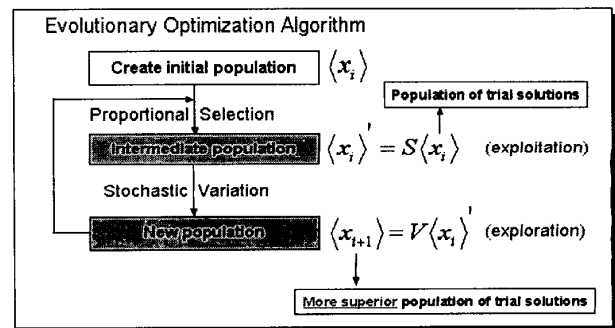 Evolutionary Optimization Algorithm
Create initial population ⟨x_i⟩
Population of trial solutions
Proportional Selection
Intermediate population ⟨x_i⟩' = S⟨x_i⟩ (exploitation)
Stochastic Variation
New population ⟨x_{i+1}⟩ = V⟨x_i⟩' (exploration)
More superior population of trial solutions